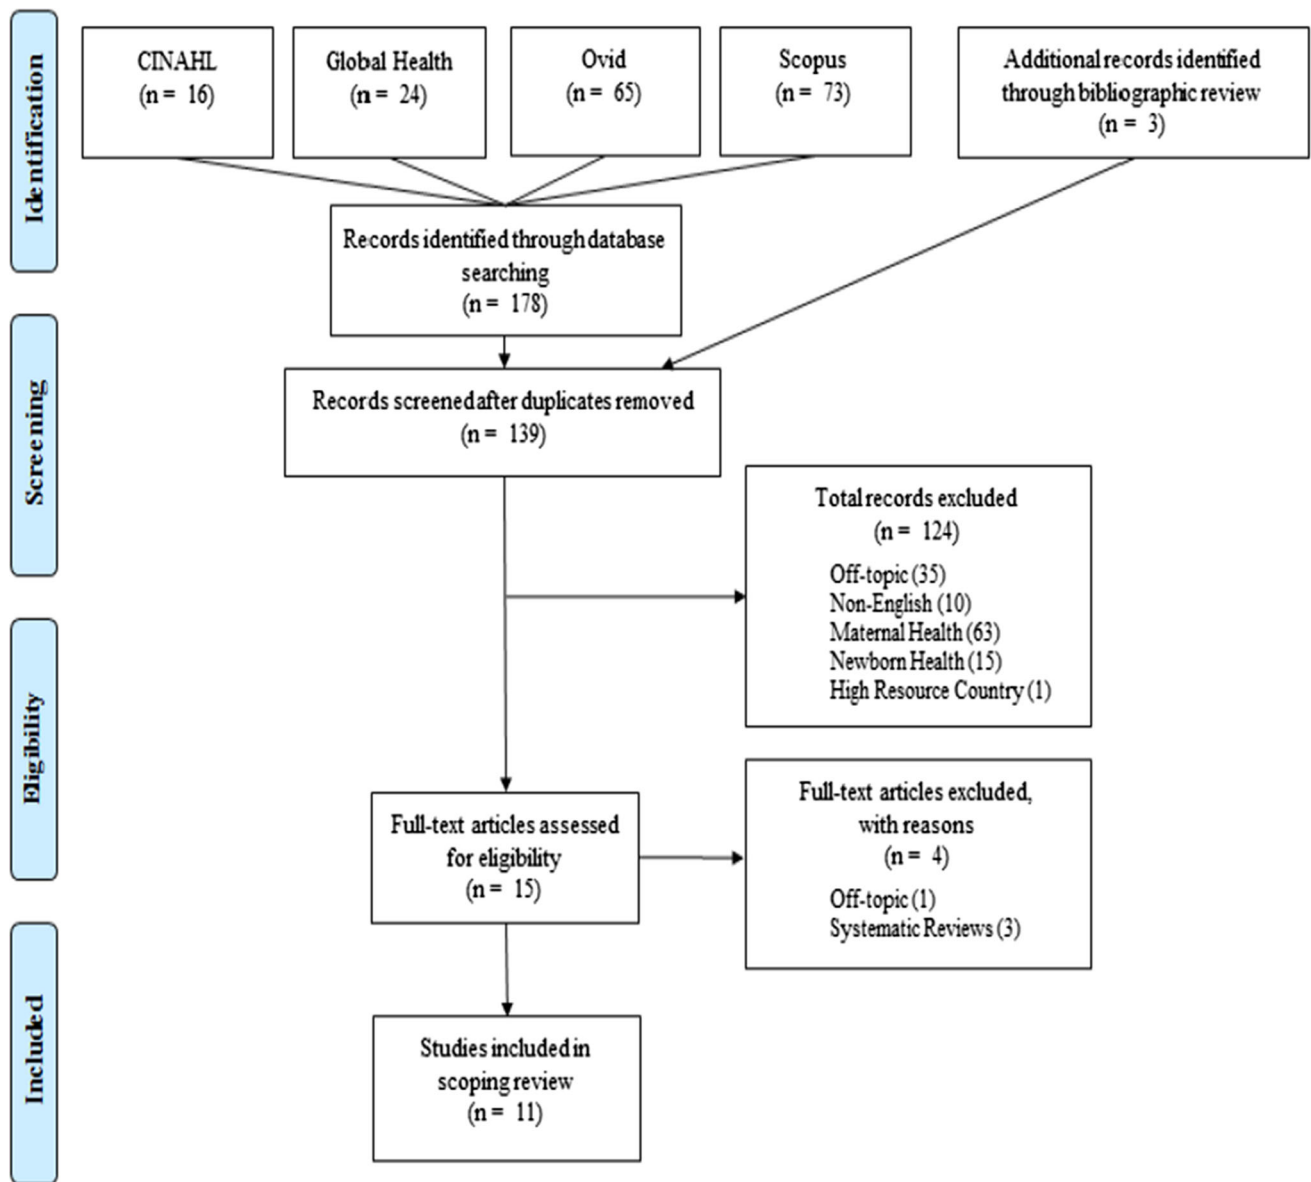 Identification
CINAHL
(n = 16)
Global Health
(n = 24)
Ovid
(n = 65)
Scopus
(n = 73)
Additional records identified
through bibliographic review
(n = 3)
Records identified through database
searching
(n = 178)
Screening
Records screened after duplicates removed
(n = 139)
Total records excluded
(n = 124)
Off-topic (35)
Non-English (10)
Maternal Health (63)
Newborn Health (15)
High Resource Country (1)
Eligibility
Full-text articles assessed
for eligibility
(n = 15)
Full-text articles excluded,
with reasons
(n = 4)
Off-topic (1)
Systematic Reviews (3)
Included
Studies included in
scoping review
(n = 11)